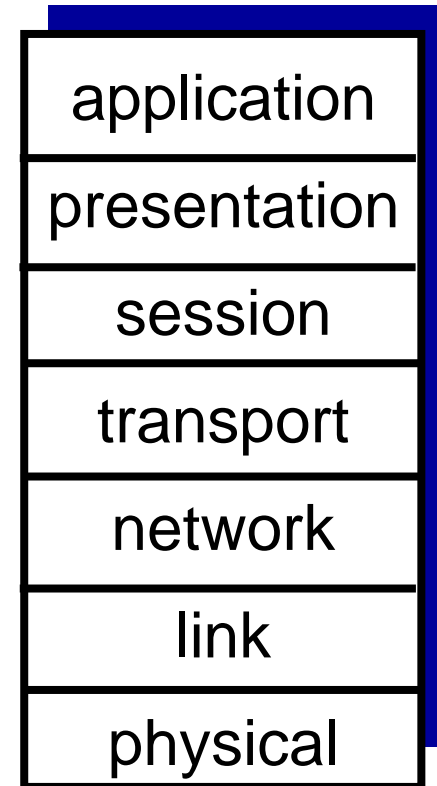 application
presentation
session
transport
network
link
physical